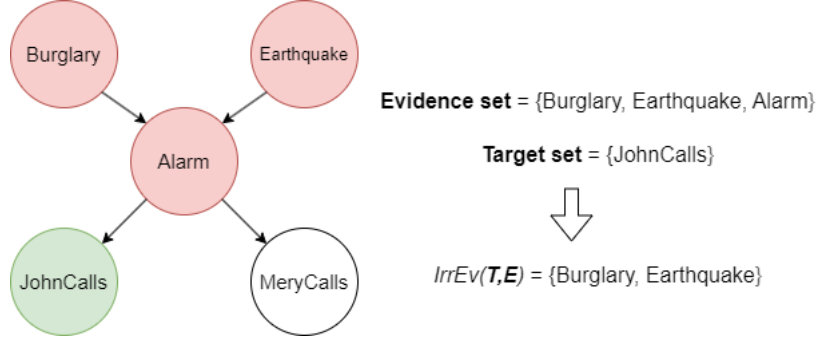 Burglary
Earthquake
Alarm
JohnCalls
MeryCalls
Evidence set = {Burglary, Earthquake, Alarm}
Target set = {JohnCalls}
IrrEv(T,E) = {Burglary, Earthquake}